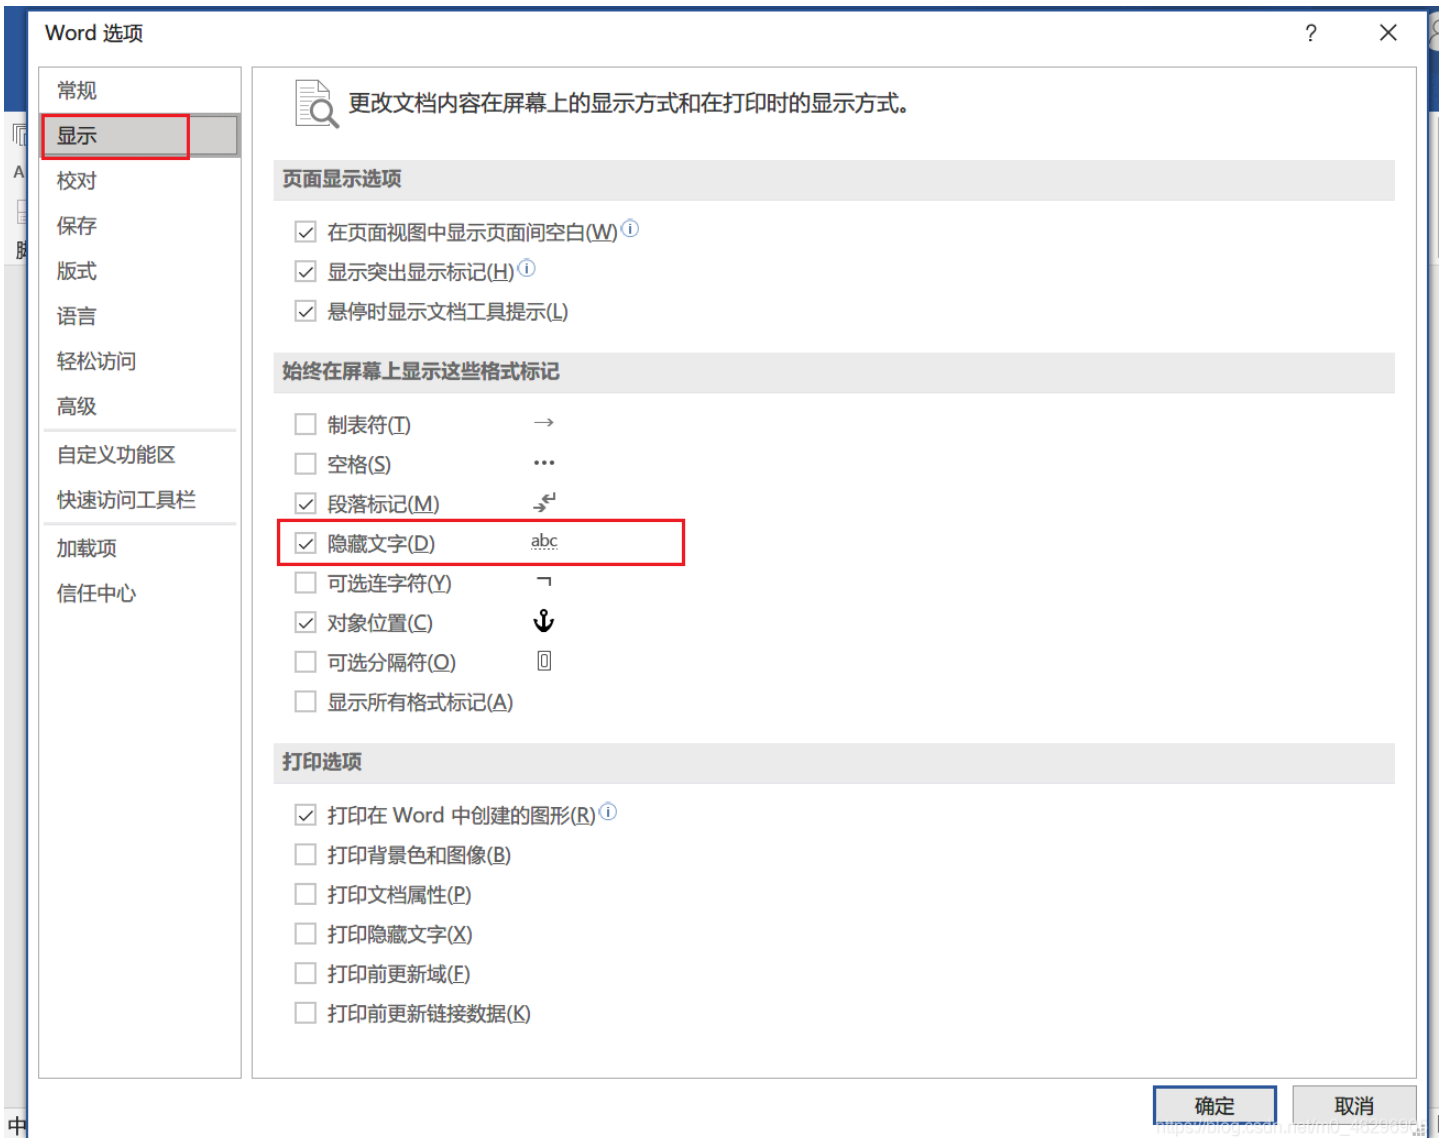 Word 选项
?
常规
显示
校对
保存
版式
语言
轻松访问
高级
自定义功能区
快速访问工具栏
加载项
信任中心
更改文档内容在屏幕上的显示方式和在打印时的显示方式。
页面显示选项
在页面视图中显示页面间空白(W)
显示突出显示标记(H)
悬停时显示文档工具提示(L)
始终在屏幕上显示这些格式标记
制表符(T)
空格(S)
段落标记(M)
隐藏文字(D) abc
可选连字符(Y)
对象位置(C)
可选分隔符(O)
显示所有格式标记(A)
打印选项
打印在 Word 中创建的图形(R)
打印背景色和图像(B)
打印文档属性(P)
打印隐藏文字(X)
打印前更新域(F)
打印前更新链接数据(K)
确定
取消
A
中